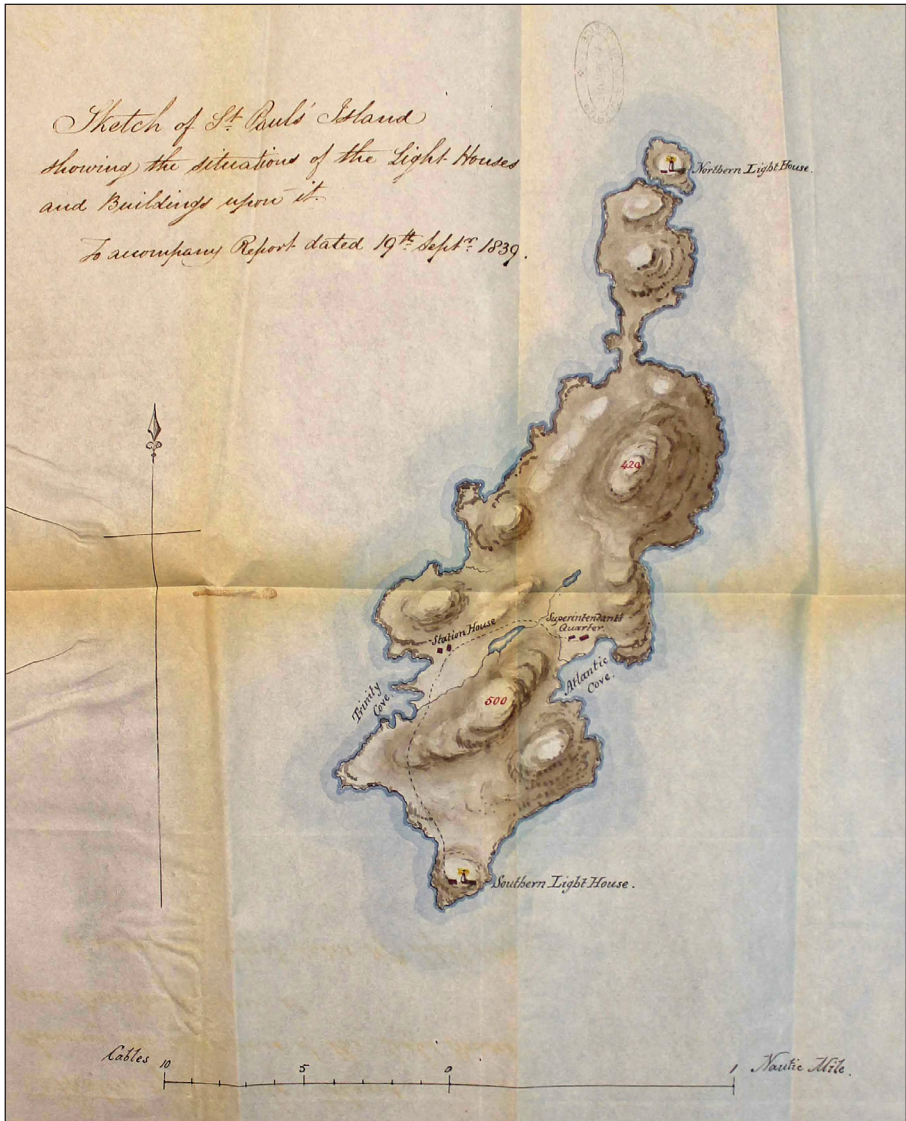 Sketch of St. Pauls' Island
showing the situations of the Light Houses
and Buildings upon it.
To accompany Report dated 19th Septr. 1839.
Northern Light House.
420
Station House
Superintendants
Quarter.
Trinity
Cove
Atlantic
Cove.
500
Southern Light House.
Cables 10 5 0 1 Nautic Mile.